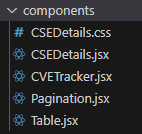 components
# CSEDetails.css
CSEDetails.jsx
CVETracker.jsx
Pagination.jsx
Table.jsx